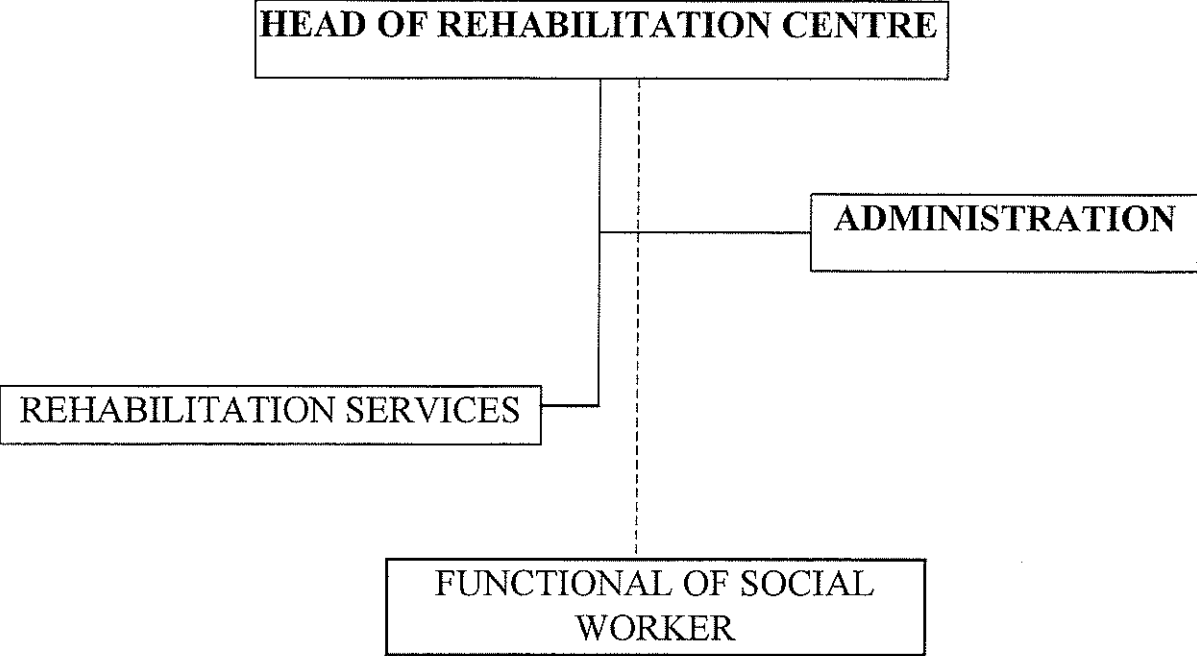 HEAD OF REHABILITATION CENTRE
ADMINISTRATION
REHABILITATION SERVICES
FUNCTIONAL OF SOCIAL
WORKER